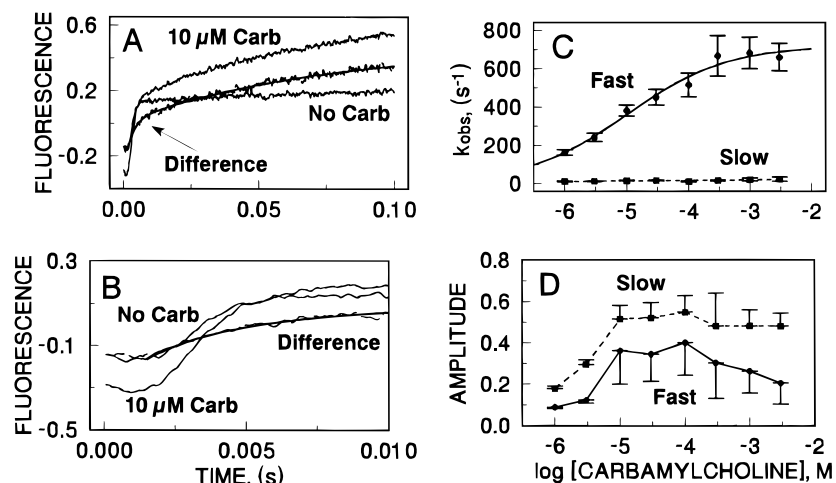 A
10 µM Carb
No Carb
Difference
FLUORESCENCE
0.6
0.2
-0.2
0.00
0.05
0.10
B
No Carb
Difference
10 µM Carb
FLUORESCENCE
0.3
-0.1
-0.5
0.000
0.005
0.010
TIME, (s)
C
Fast
Slow
kobs, (s-1)
800
600
400
200
0
-6
-5
-4
-3
-2
D
Slow
Fast
AMPLITUDE
0.8
0.6
0.4
0.2
0.0
-6
-5
-4
-3
-2
log [CARBAMYLCHOLINE], M